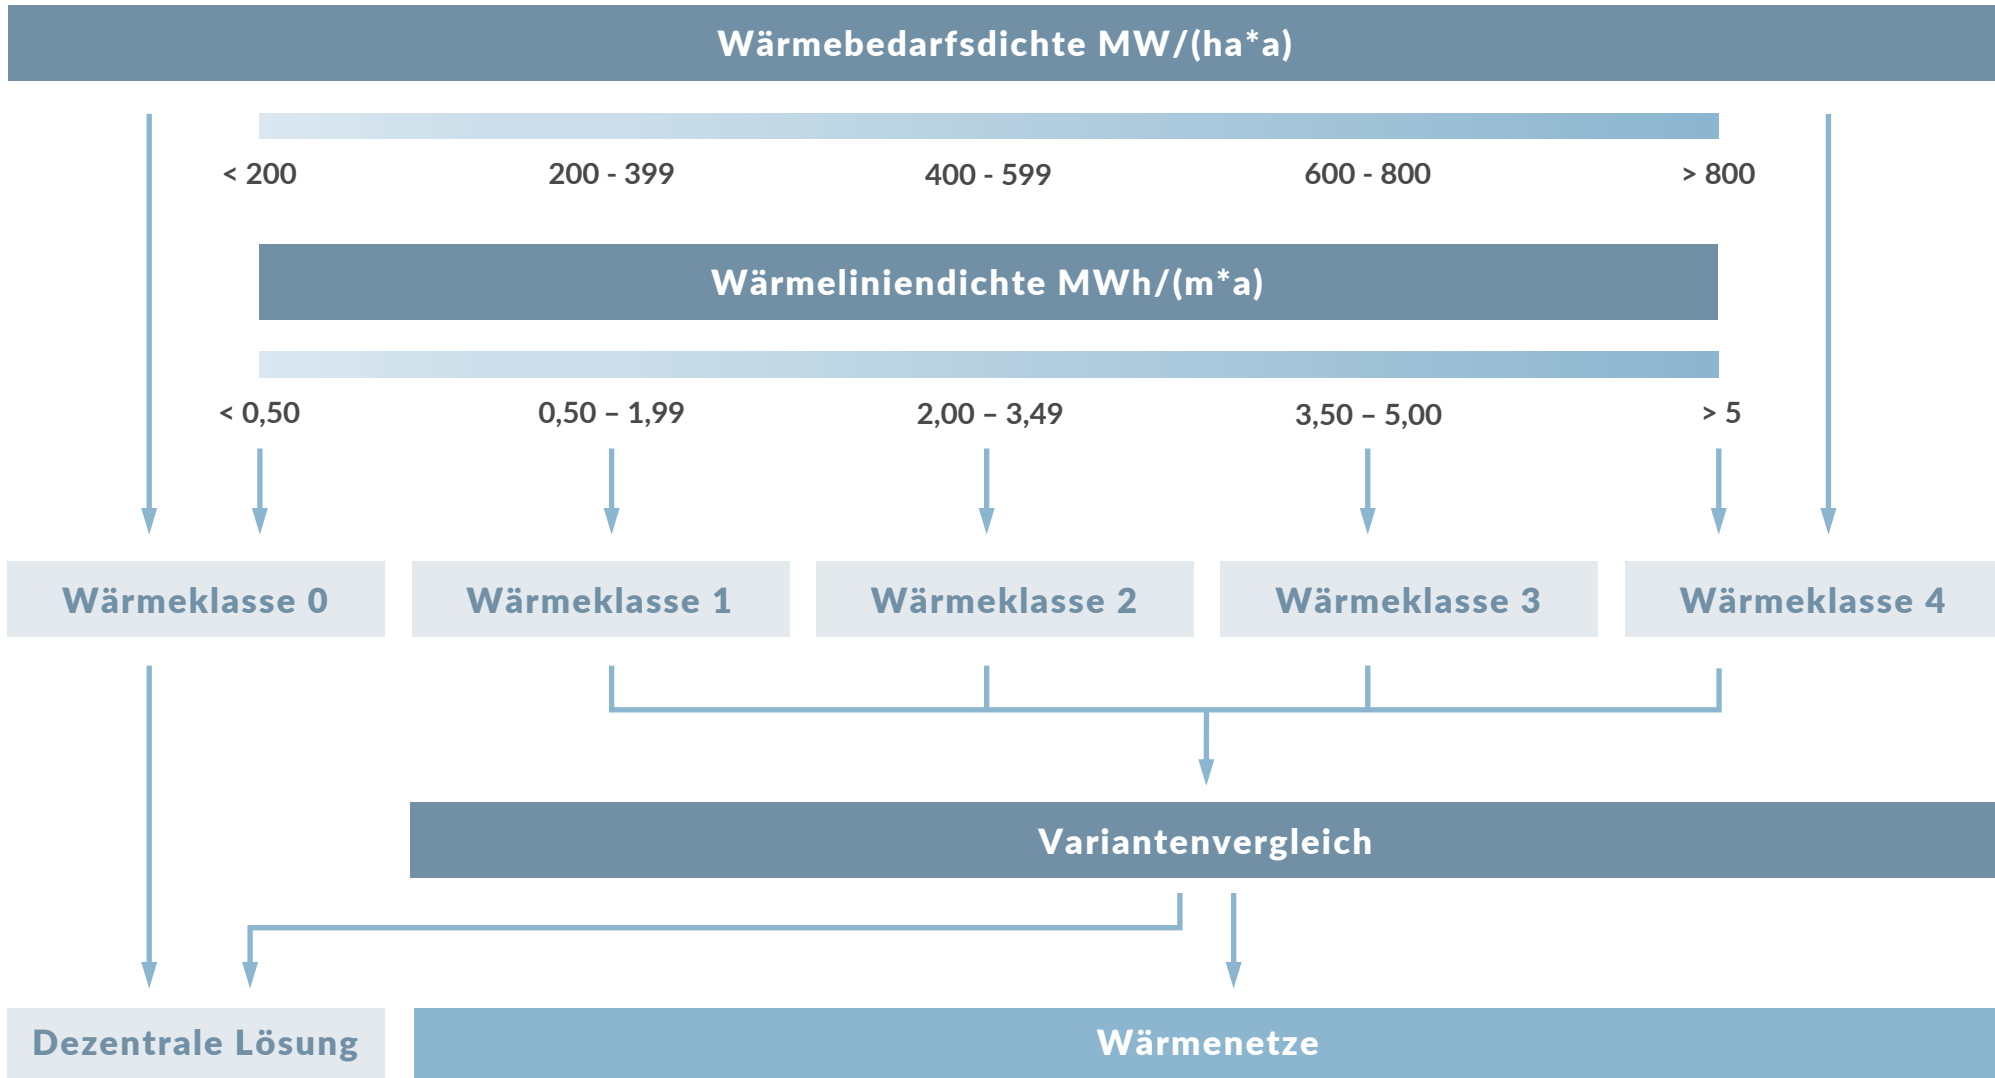 Wärmebedarfsdichte MW/(ha*a)
< 200 200 - 399 400 - 599 600 - 800 > 800
Wärmeliniendichte MWh/(m*a)
< 0,50 0,50 – 1,99 2,00 – 3,49 3,50 – 5,00 > 5
Wärmeklasse 0 Wärmeklasse 1 Wärmeklasse 2 Wärmeklasse 3 Wärmeklasse 4
Variantenvergleich
Dezentrale Lösung Wärmenetze